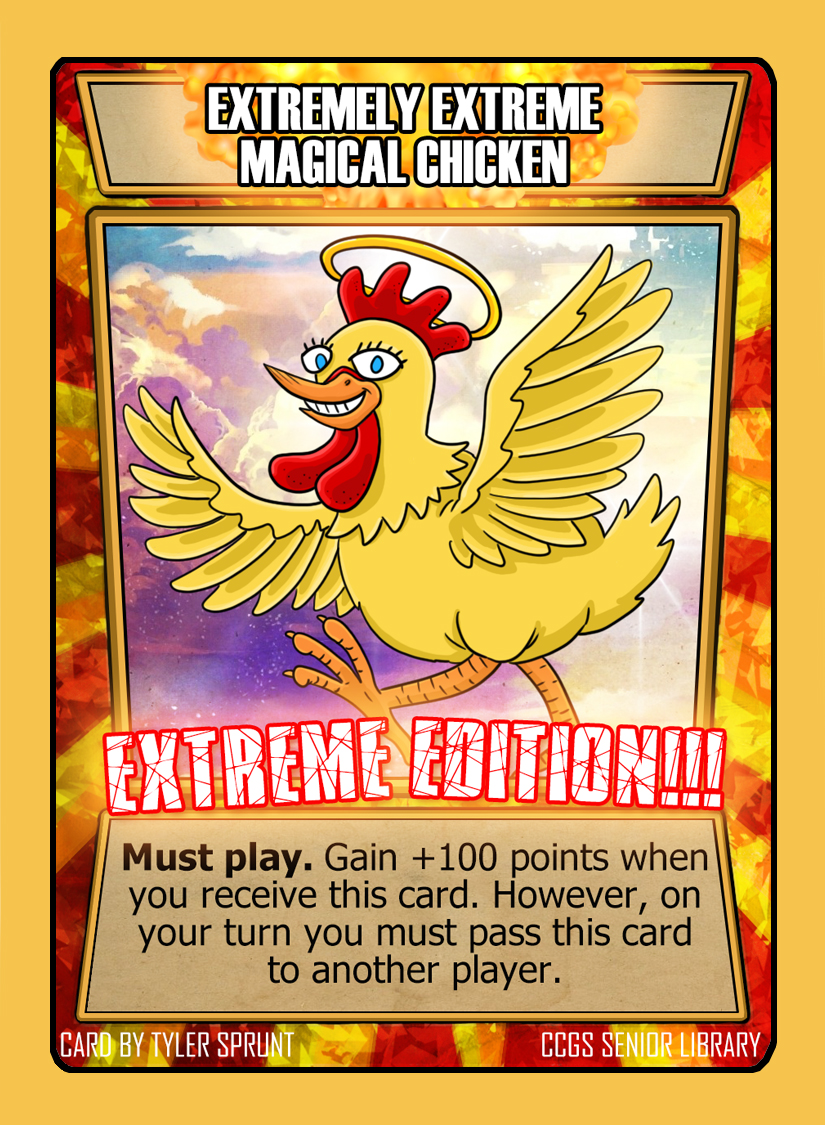 EXTREMELY EXTREME
MAGICAL CHICKEN
EXTREME EDITION!!!
Must play. Gain +100 points when
you receive this card. However, on
your turn you must pass this card
to another player.
CARD BY TYLER SPRUNT
CCGS SENIOR LIBRARY